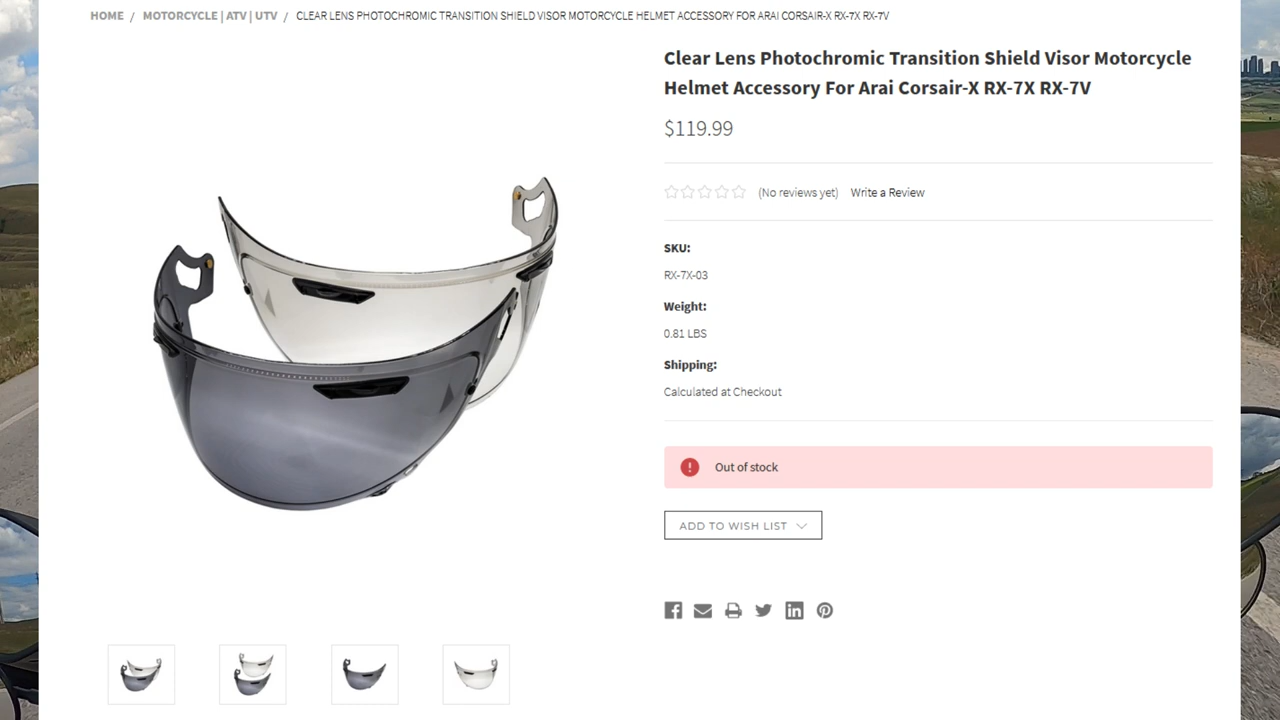 HOME / MOTORCYCLE | ATV | UTV / CLEAR LENS PHOTOCHROMIC TRANSITION SHIELD VISOR MOTORCYCLE HELMET ACCESSORY FOR ARAI CORSAIR-X RX-7X RX-7V
Clear Lens Photochromic Transition Shield Visor Motorcycle
Helmet Accessory For Arai Corsair-X RX-7X RX-7V
$119.99
(No reviews yet) Write a Review
SKU:
RX-7X-03
Weight:
0.81 LBS
Shipping:
Calculated at Checkout
Out of stock
ADD TO WISH LIST